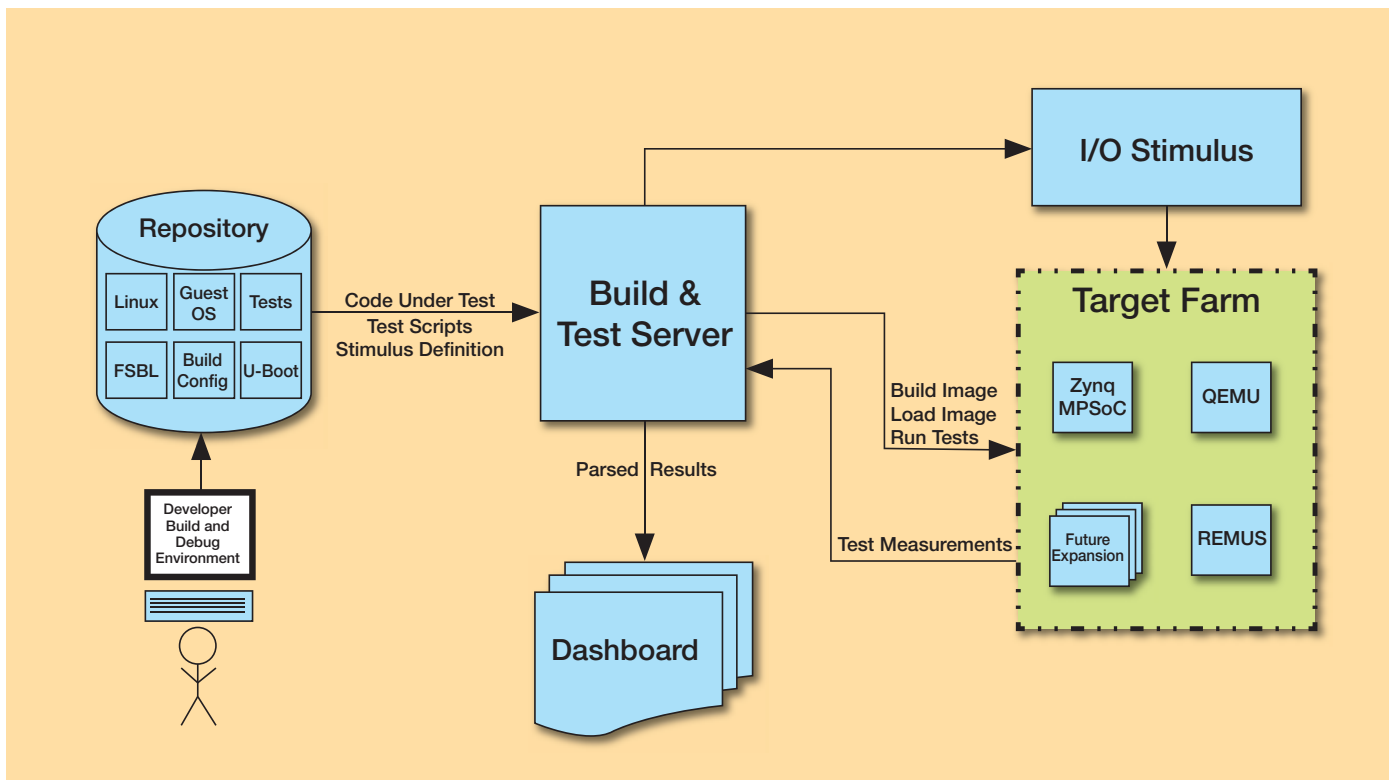 Repository
Linux
Guest
OS
Tests
FSBL
Build
Config
U-Boot
Developer
Build and
Debug
Environment
Code Under Test
Test Scripts
Stimulus Definition
Build &
Test Server
Parsed Results
Dashboard
I/O Stimulus
Build Image
Load Image
Run Tests
Test Measurements
Target Farm
Zynq
MPSoC
QEMU
Future
Expansion
REMUS